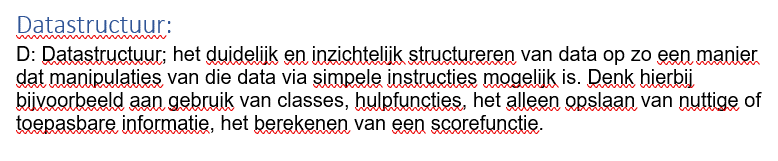 Datastructuur:
D: Datastructuur; het duidelijk en inzichtelijk structureren van data op zo een manier
dat manipulaties van die data via simpele instructies mogelijk is. Denk hierbij
bijvoorbeeld aan gebruik van classes, hulpfuncties, het alleen opslaan van nuttige of
toepasbare informatie, het berekenen van een scorefunctie.